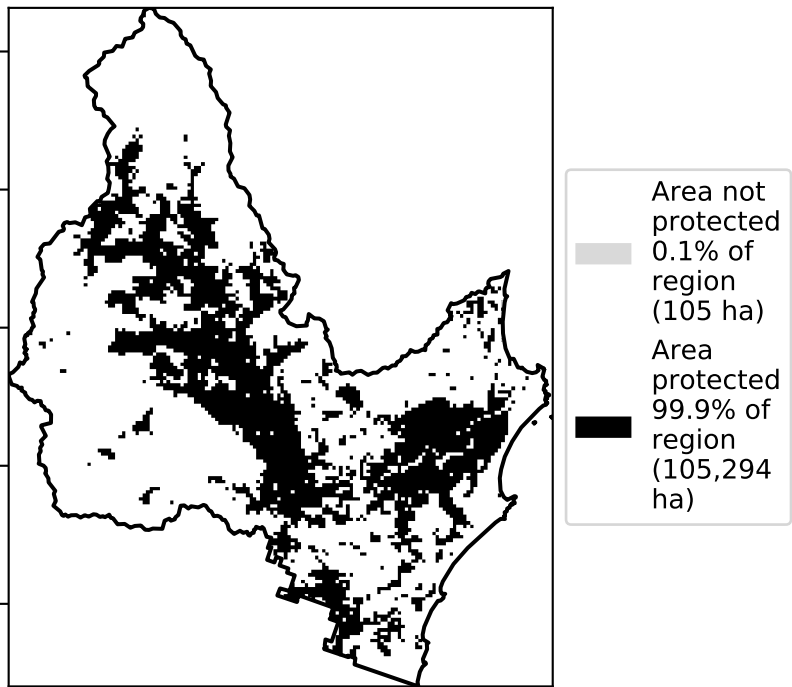 Area not
protected
0.1% of
region
(105 ha)
Area
protected
99.9% of
region
(105,294
ha)